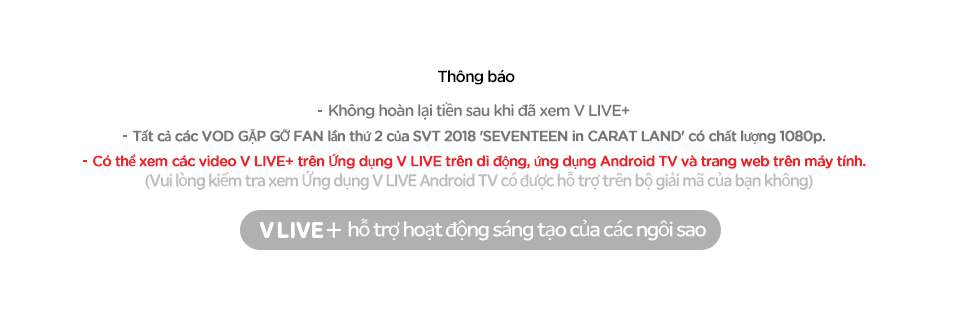 Thông báo
- Không hoàn lại tiền sau khi đã xem V LIVE+
- Tất cả các VOD GẶP GỠ FAN lần thứ 2 của SVT 2018 'SEVENTEEN in CARAT LAND' có chất lượng 1080p.
- Có thể xem các video V LIVE+ trên Ứng dụng V LIVE trên di động, ứng dụng Android TV và trang web trên máy tính.
(Vui lòng kiểm tra xem Ứng dụng V LIVE Android TV có được hỗ trợ trên bộ giải mã của bạn không)
V LIVE+ hỗ trợ hoạt động sáng tạo của các ngôi sao